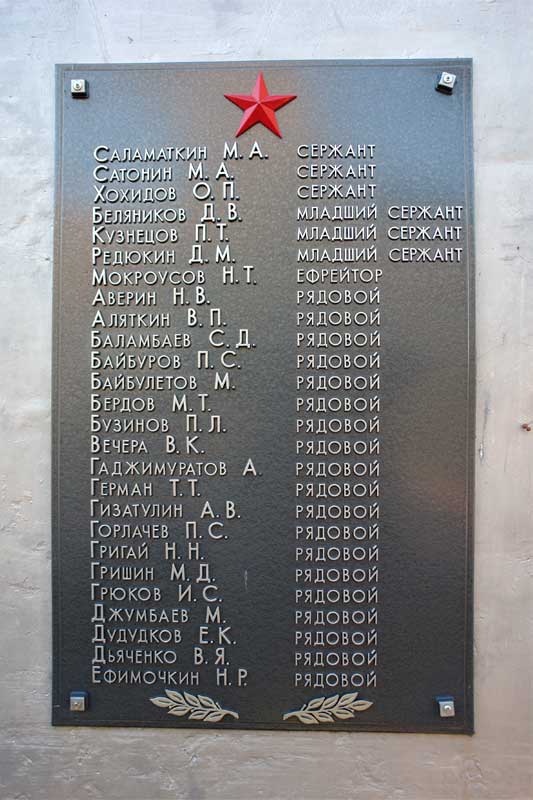 Саламаткин М. А. сержант
Сатонин М. А. сержант
Хохидов О. П. сержант
Беляников Д. В. младший сержант
Кузнецов П. Т. младший сержант
Редюкин Д. М. младший сержант
Мокроусов Н. Т. ефрейтор
Аверин Н. В. рядовой
Аляткин В. П. рядовой
Баламбаев С. Д. рядовой
Байбуров П. С. рядовой
Байбулетов М. рядовой
Бердов М. Т. рядовой
Бузинов П. Л. рядовой
Вечера В. К. рядовой
Гаджимуратов А. рядовой
Герман Т. Т. рядовой
Гизатулин А. В. рядовой
Горлачев П. С. рядовой
Григай Н. Н. рядовой
Гришин М. Д. рядовой
Грюков И. С. рядовой
Джумбаев М. рядовой
Дудудков Е. К. рядовой
Дьяченко В. Я. рядовой
Ефимочкин Н. Р. рядовой